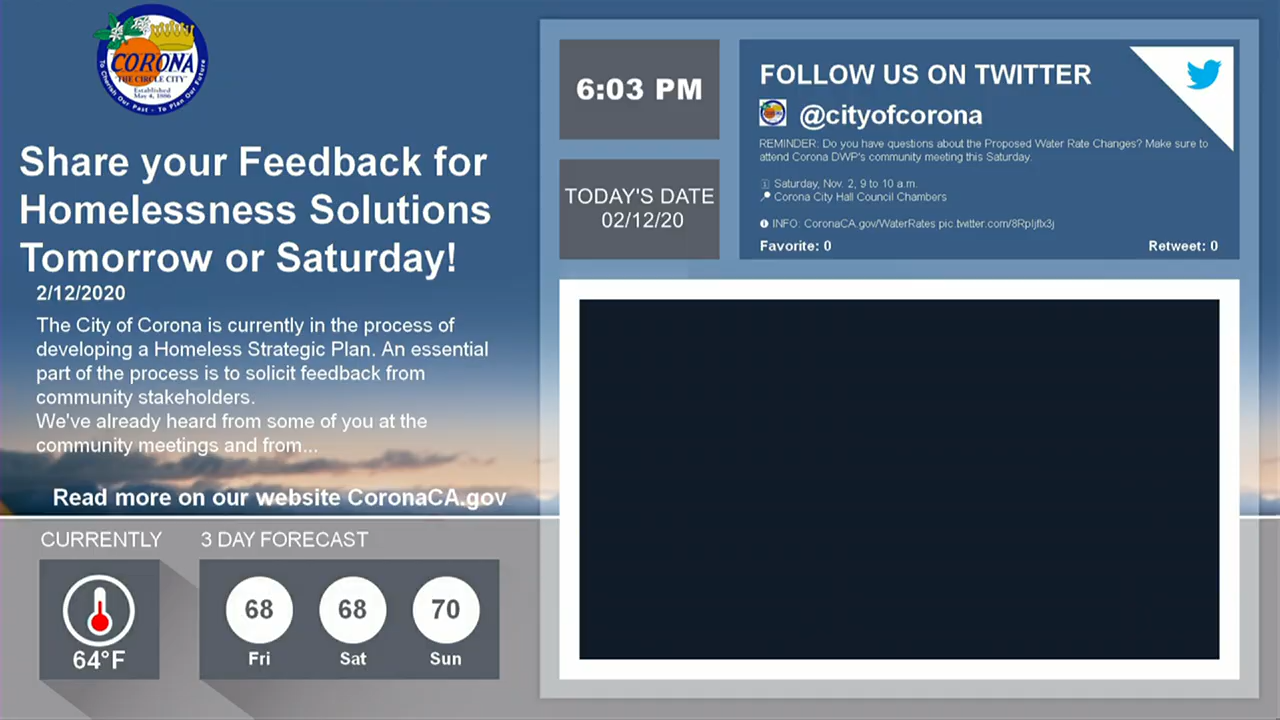 CORONA
"THE CIRCLE CITY"
Established
May 4, 1886
To Cherish Our Past - To Plan Our Future
Share your Feedback for
Homelessness Solutions
Tomorrow or Saturday!
2/12/2020
The City of Corona is currently in the process of
developing a Homeless Strategic Plan. An essential
part of the process is to solicit feedback from
community stakeholders.
We've already heard from some of you at the
community meetings and from...
Read more on our website CoronaCA.gov
CURRENTLY
64°F
3 DAY FORECAST
68 68 70
Fri Sat Sun
6:03 PM
TODAY'S DATE
02/12/20
FOLLOW US ON TWITTER
@cityofcorona
REMINDER: Do you have questions about the Proposed Water Rate Changes? Make sure to
attend Corona DWP's community meeting this Saturday.
Saturday, Nov. 2, 9 to 10 a.m.
Corona City Hall Council Chambers
INFO: CoronaCA.gov/WaterRates
Favorite: 0 Retweet: 0